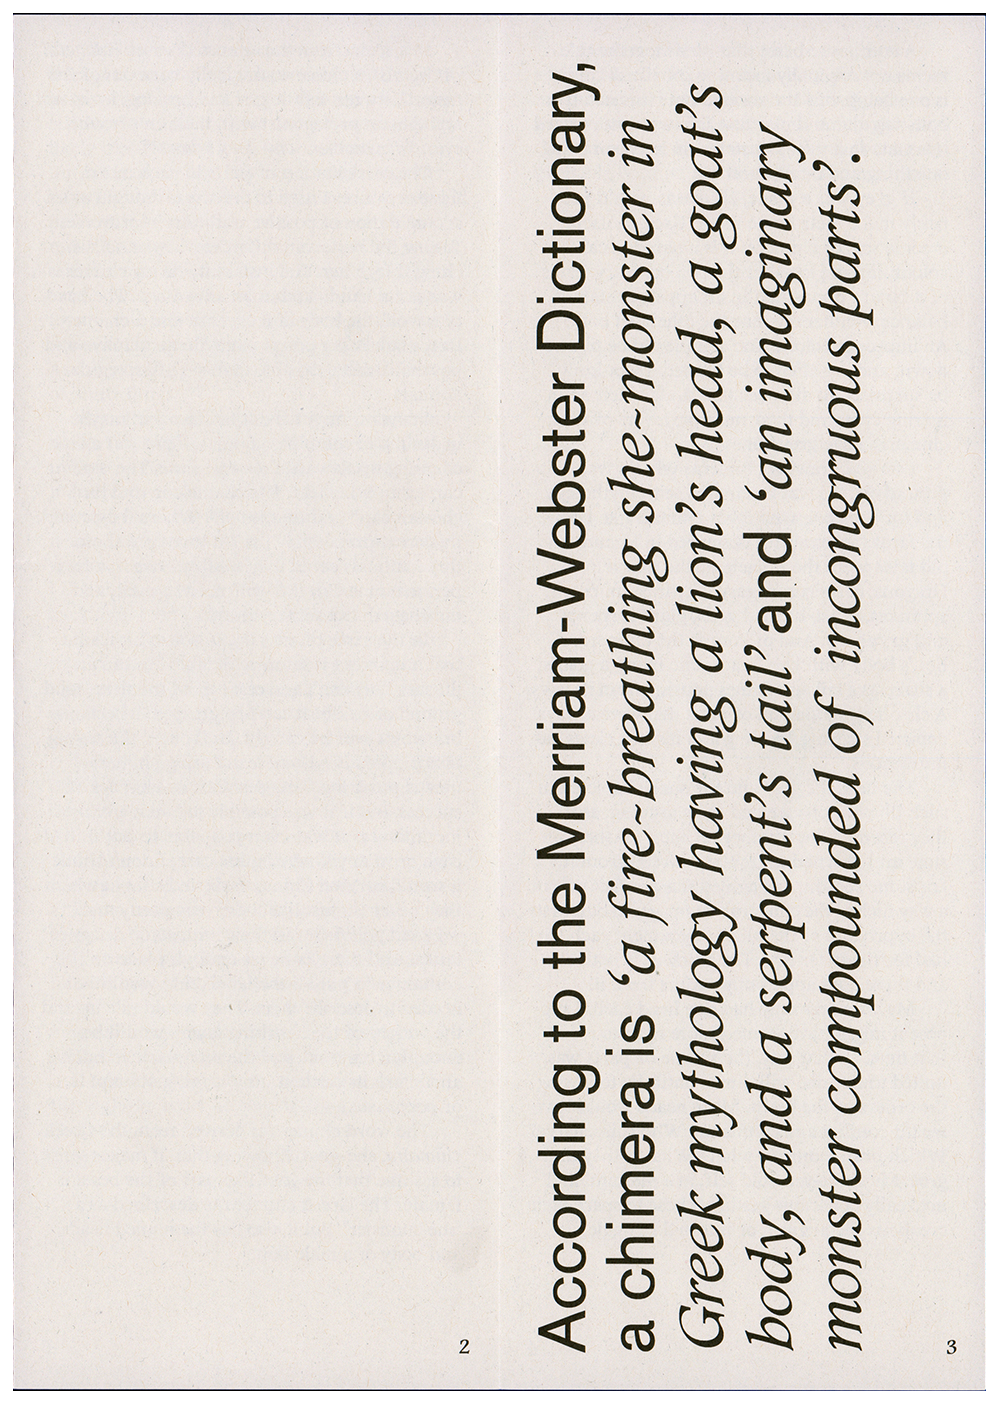 According to the Merriam-Webster Dictionary,
a chimera is ‘a fire~breathing she~monster in
Greek mythology having a lion’s head, a goat’s
body, and a serpent’s tail’ and ‘an imaginary
monster compounded of incongruous parts’.
2
3